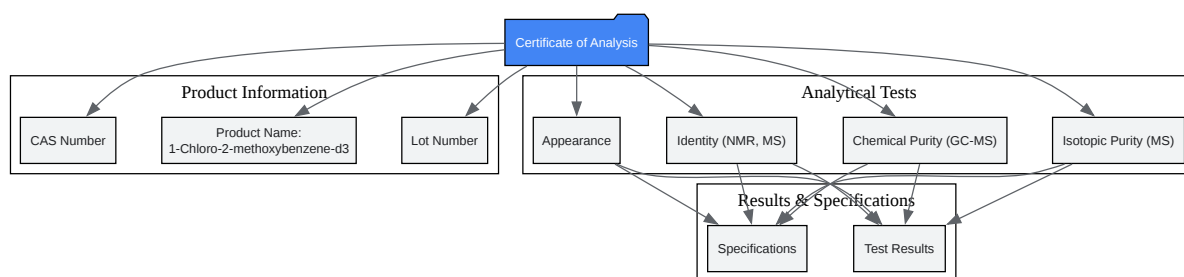 Certificate of Analysis
Product Information
Analytical Tests
CAS Number
Product Name:
1-Chloro-2-methoxybenzene-d3
Lot Number
Appearance
Identity (NMR, MS)
Chemical Purity (GC-MS)
Isotopic Purity (MS)
Results & Specifications
Specifications
Test Results